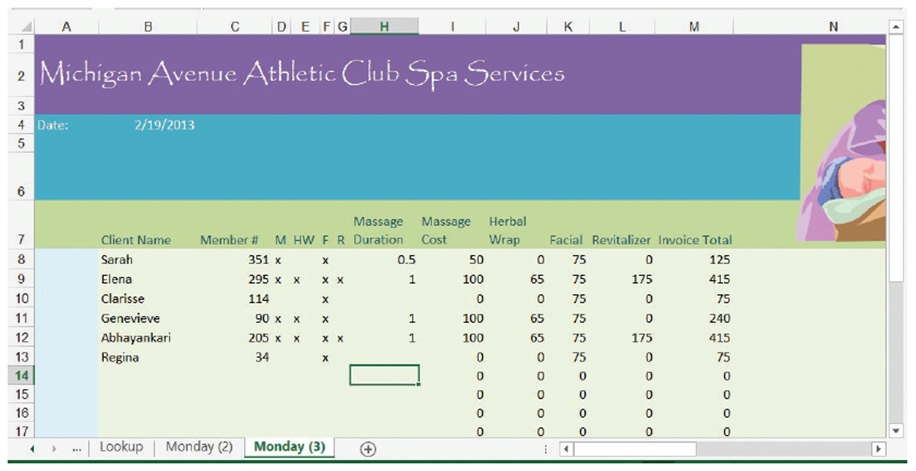 A B C D E F G H I J K L M N
1
2 Michigan Avenue Athletic Club Spa Services
3
4 Date: 2/19/2013
5
6
Massage Massage Herbal
7 Client Name Member # M HW F R Duration Cost Wrap Facial Revitalizer Invoice Total
8 Sarah 351 x x 0.5 50 0 75 0 125
9 Elena 295 x x x x 1 100 65 75 175 415
10 Clarisse 114 x 0 0 75 0 75
11 Genevieve 90 x x x 1 100 65 75 0 240
12 Abhayankari 205 x x x x 1 100 65 75 175 415
13 Regina 34 x 0 0 75 0 75
14 0 0 0 0 0
15 0 0 0 0 0
16 0 0 0 0 0
17 0 0 0 0 0
... Lookup Monday (2) Monday (3)